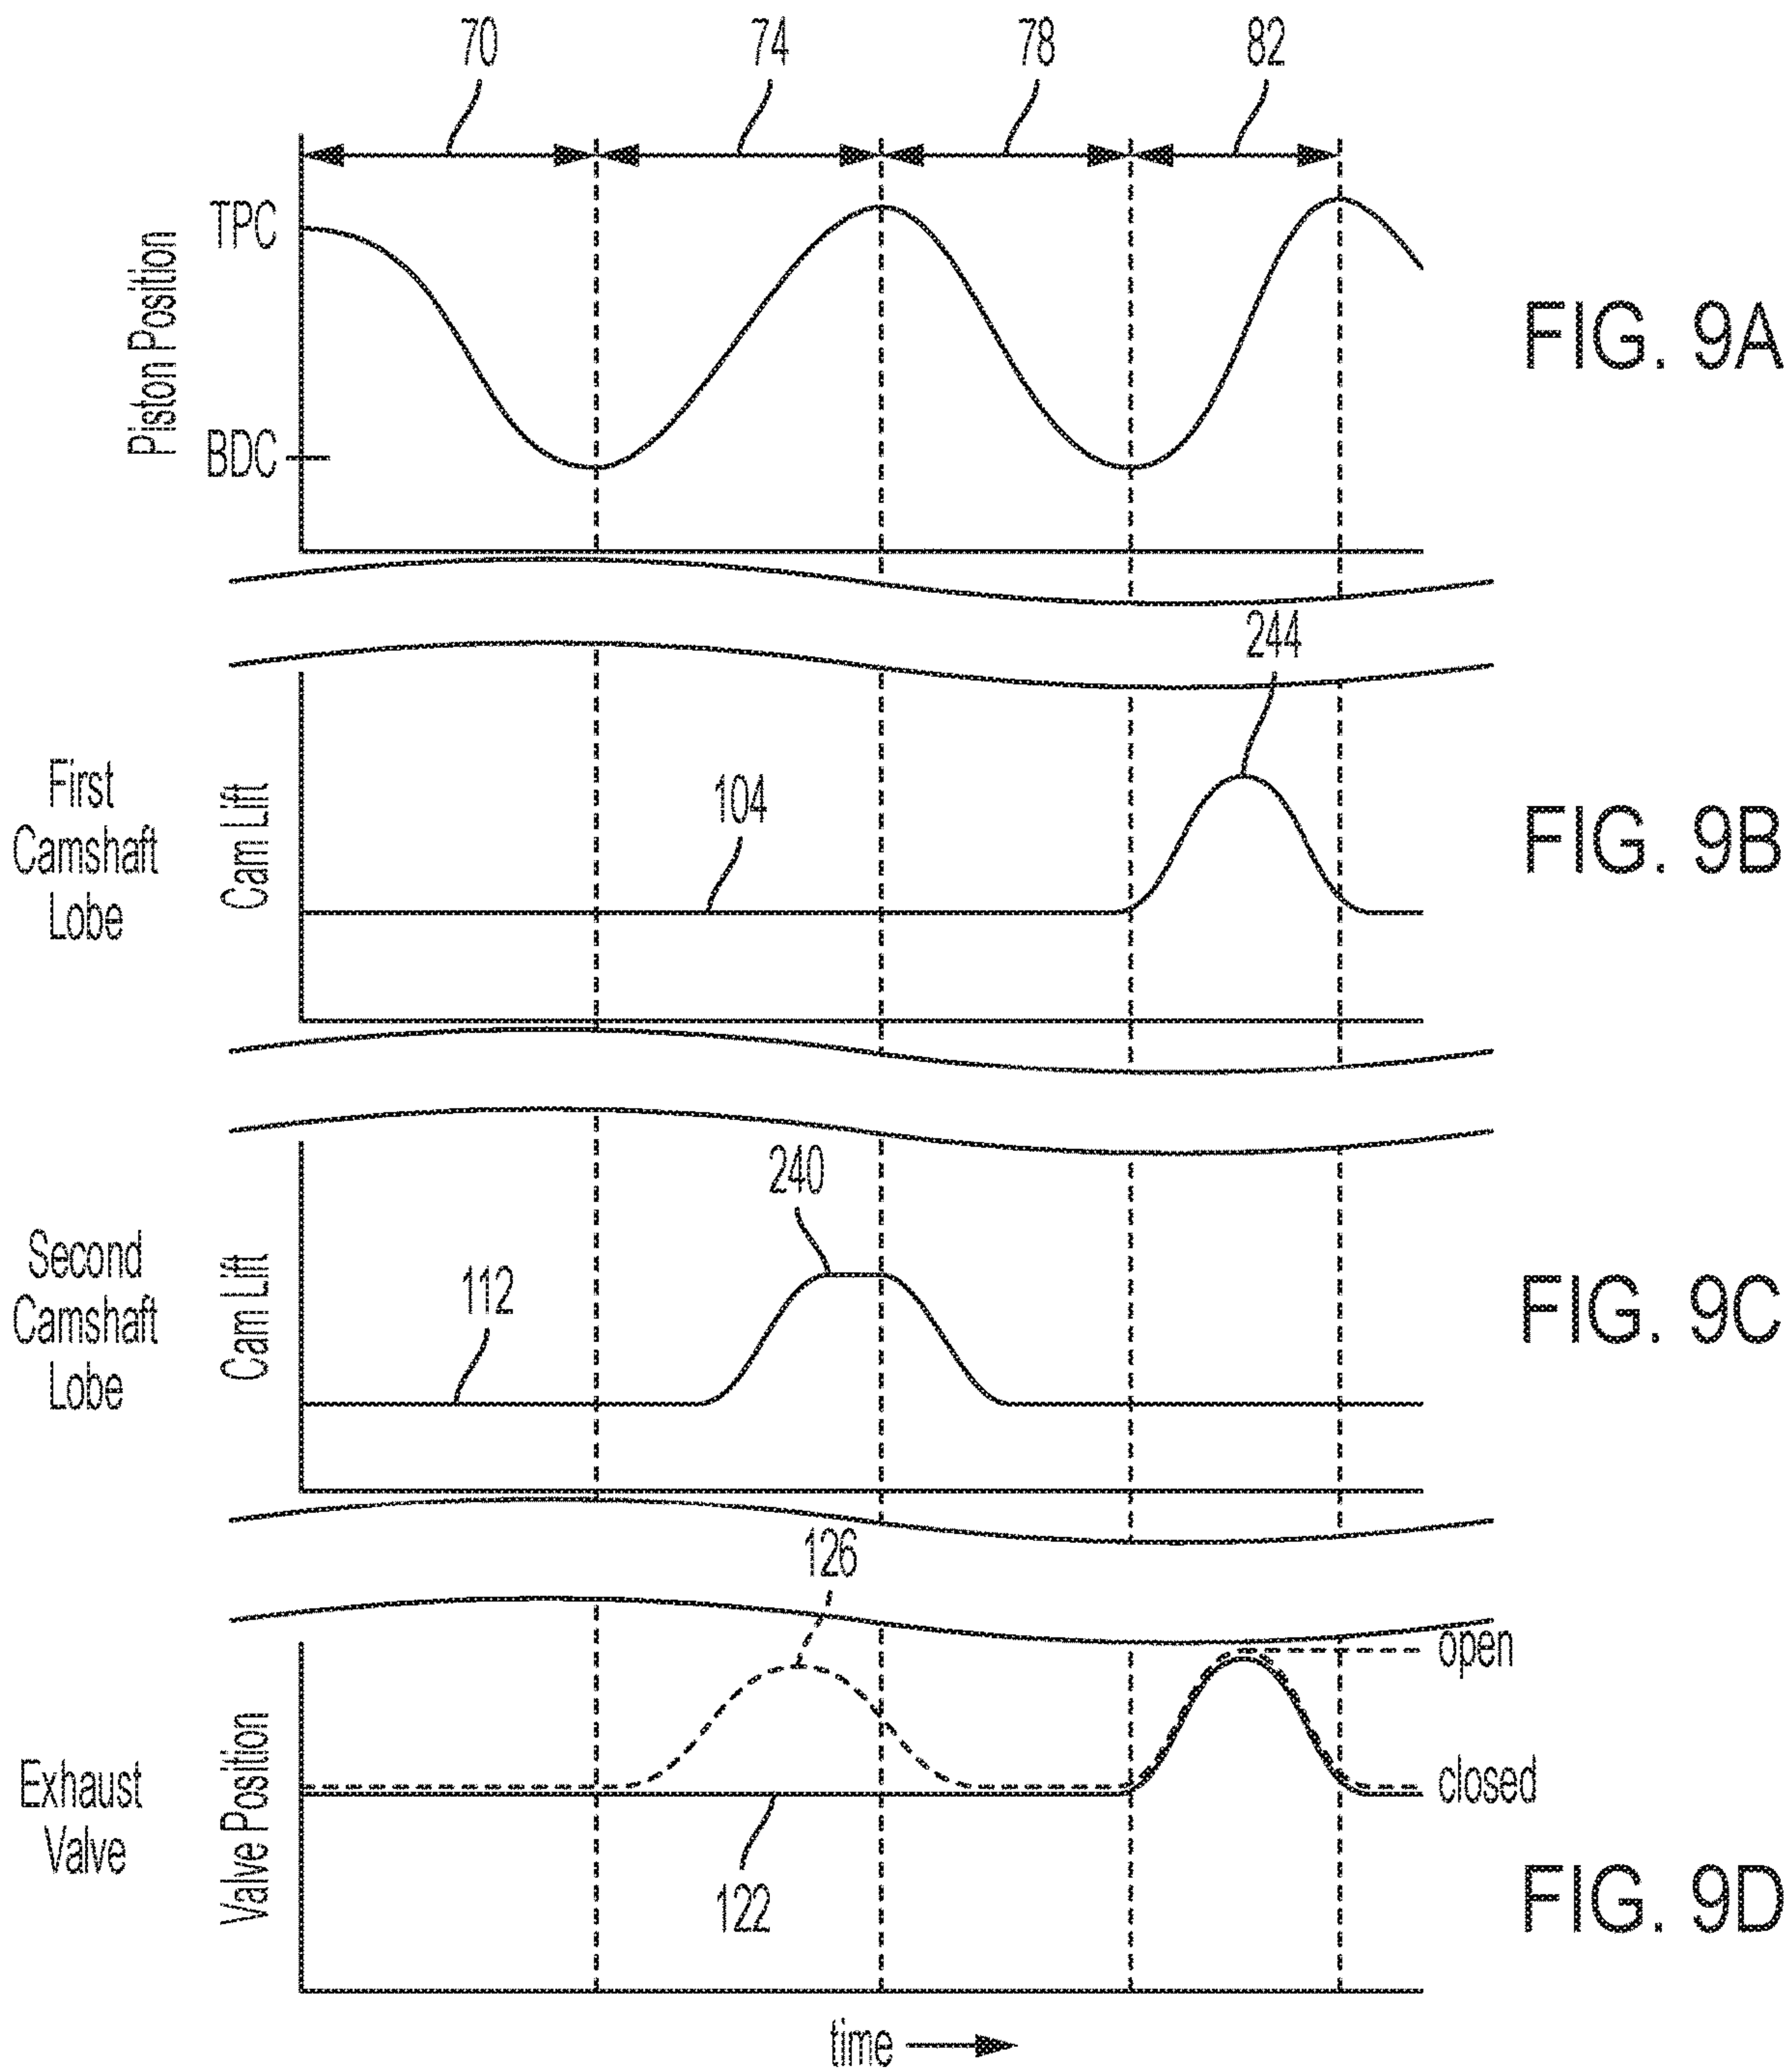 70
74
78
82
TPC
Piston Position
BDC
FIG. 9A
244
First
Camshaft
Lobe
Cam Lift
104
FIG. 9B
240
Second
Camshaft
Lobe
Cam Lift
112
FIG. 9C
126
open
Exhaust
Valve
Valve Position
closed
122
FIG. 9D
time